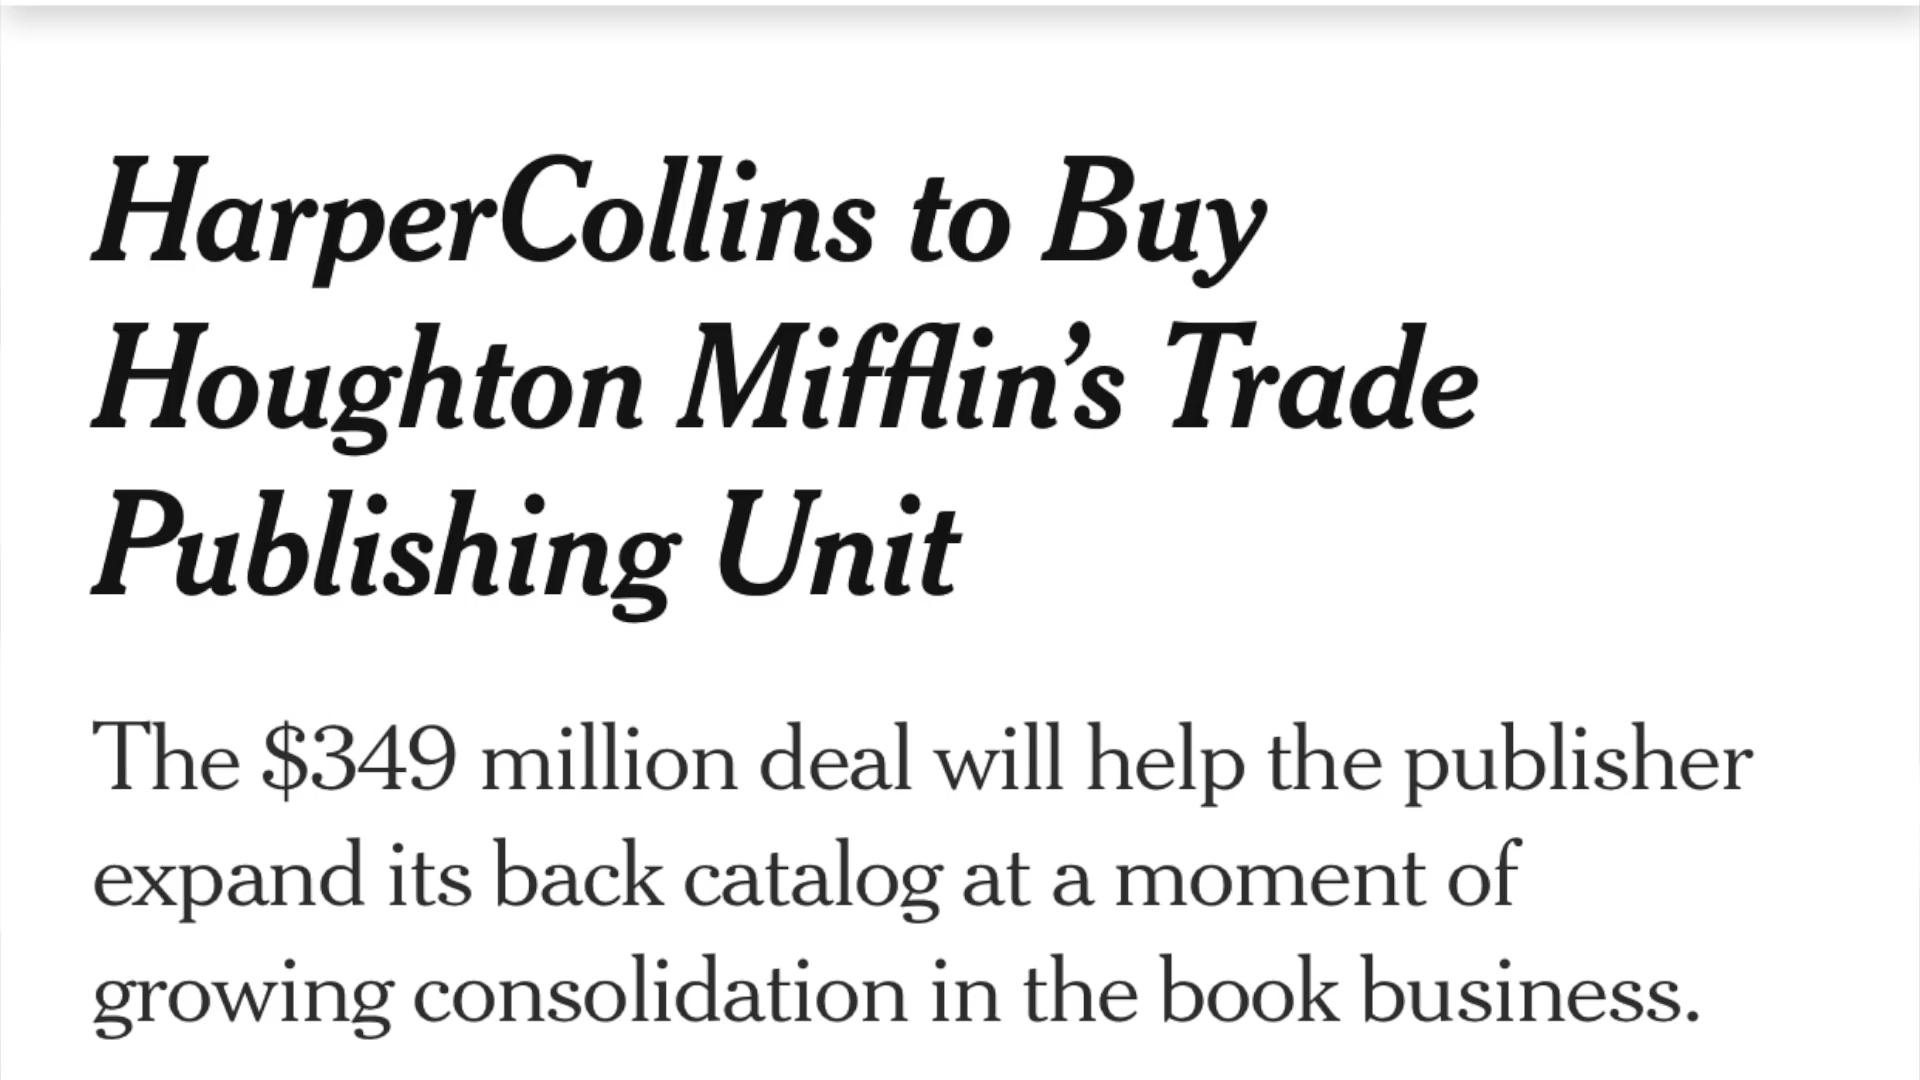 HarperCollins to Buy
Houghton Mifflin’s Trade
Publishing Unit
The $349 million deal will help the publisher
expand its back catalog at a moment of
growing consolidation in the book business.